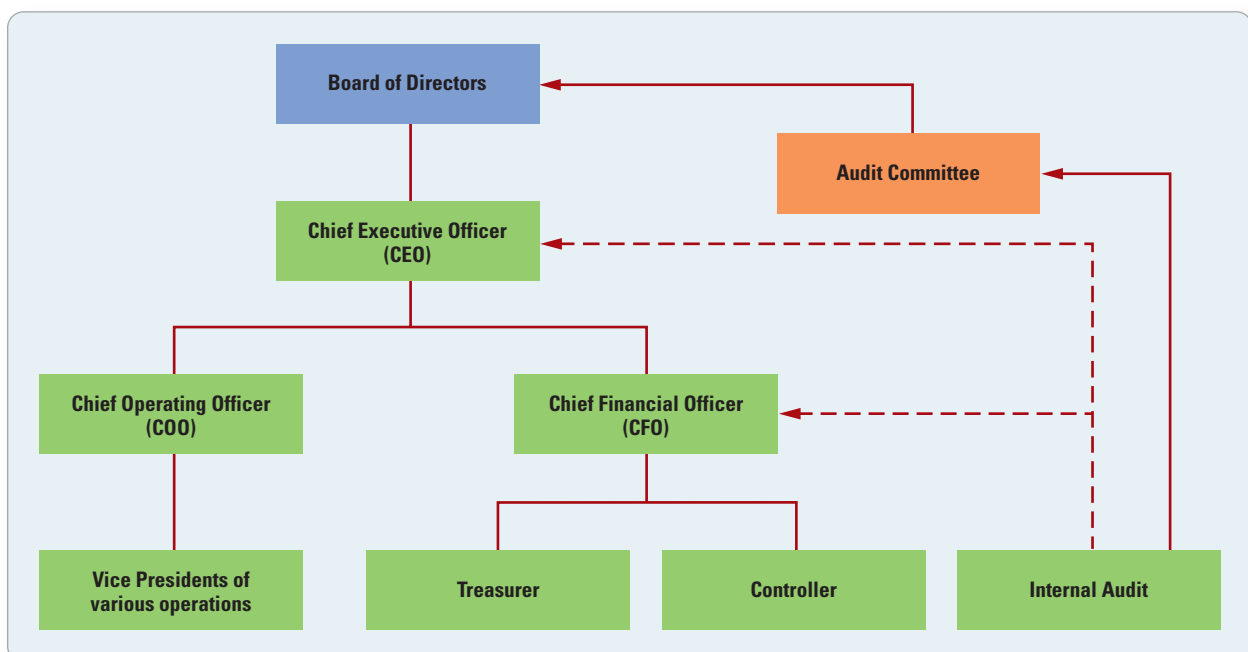 Board of Directors
Audit Committee
Chief Executive Officer
(CEO)
Chief Operating Officer
(COO)
Chief Financial Officer
(CFO)
Vice Presidents of
various operations
Treasurer
Controller
Internal Audit